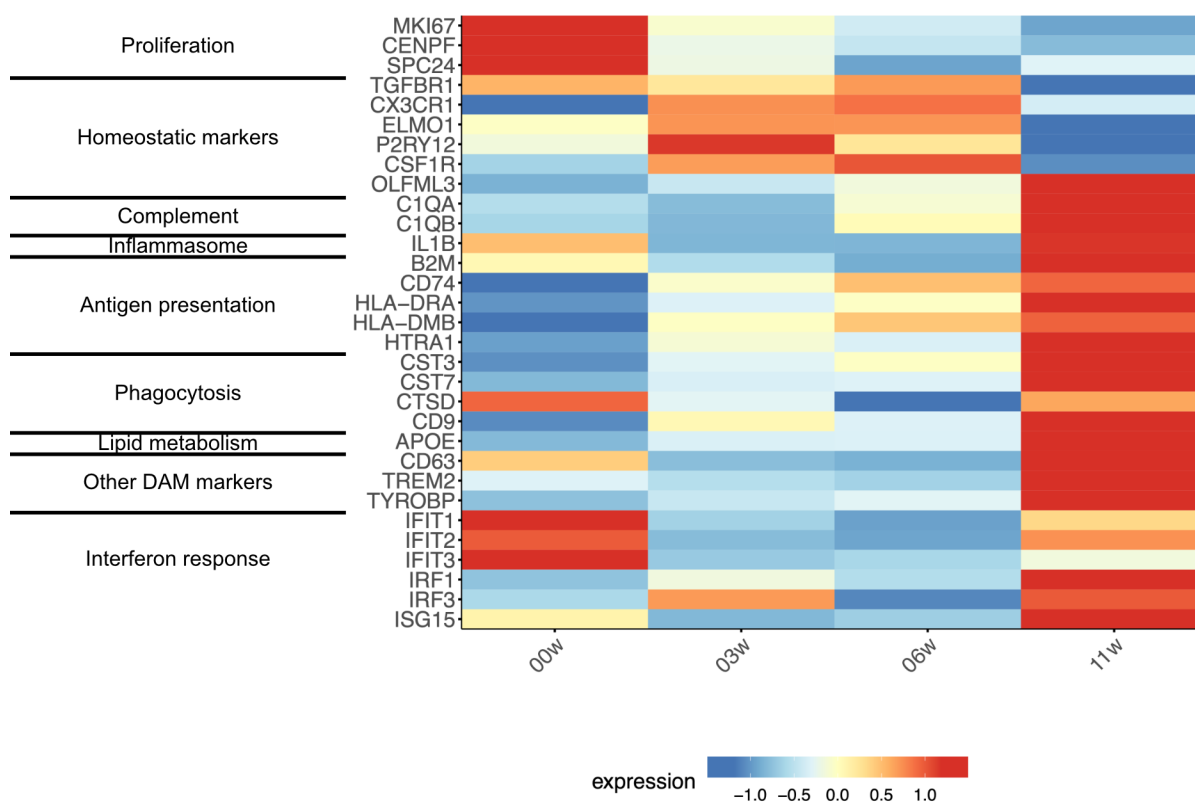 Proliferation
Homeostatic markers
Complement
Inflammasome
Antigen presentation
Phagocytosis
Lipid metabolism
Other DAM markers
Interferon response
MKI67
CENPF
SPC24
TGFBR1
CX3CR1
ELMO1
P2RY12
CSF1R
OLFML3
C1QA
C1QB
IL1B
B2M
CD74
HLA−DRA
HLA−DMB
HTRA1
CST3
CST7
CTSD
CD9
APOE
CD63
TREM2
TYROBP
IFIT1
IFIT2
IFIT3
IRF1
IRF3
ISG15
00w 03w 06w 11w
expression
−1.0 −0.5 0.0 0.5 1.0